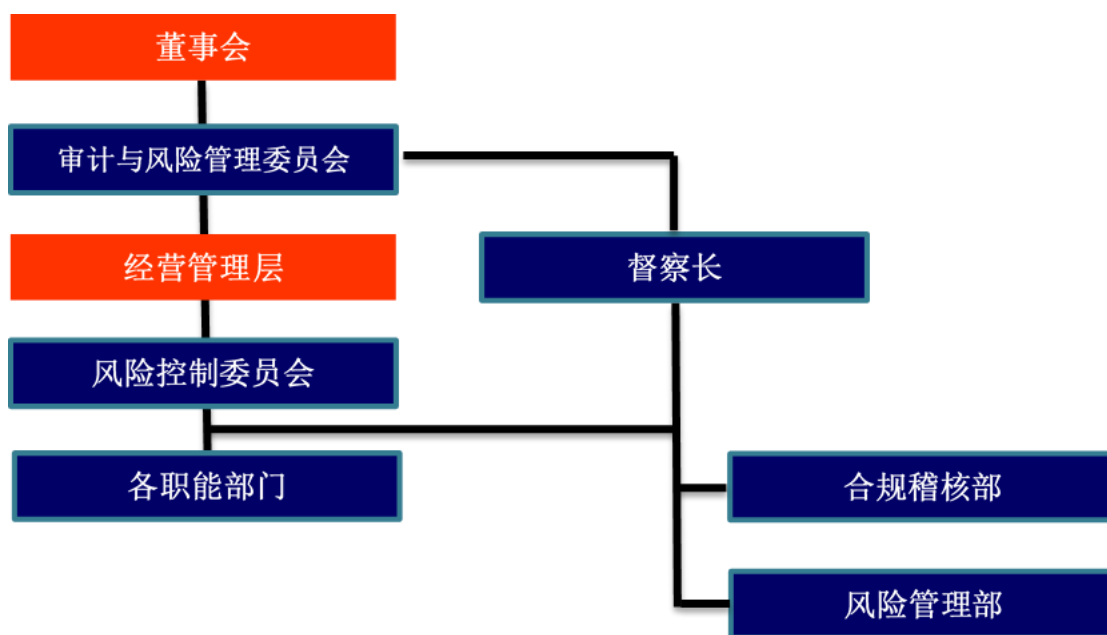 董事会
审计与风险管理委员会
经营管理层
督察长
风险控制委员会
各职能部门
合规稽核部
风险管理部